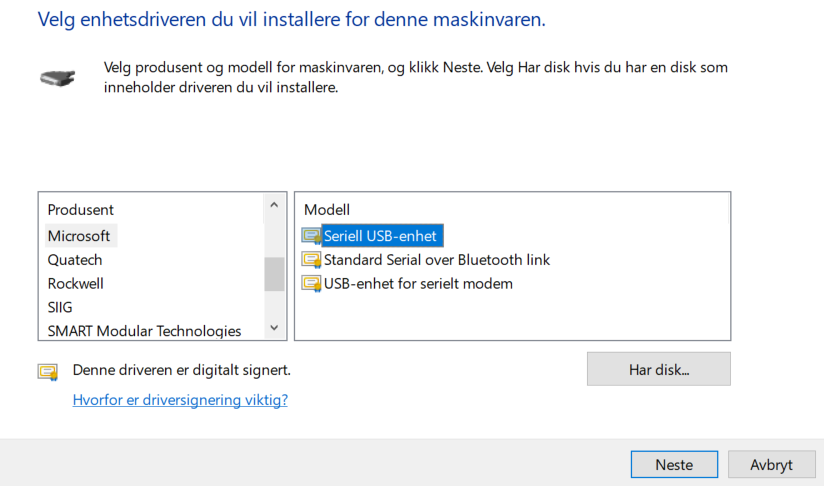 Velg enhetsdriveren du vil installere for denne maskinvaren.
Velg produsent og modell for maskinvaren, og klikk Neste. Velg Har disk hvis du har en disk som
inneholder driveren du vil installere.
Produsent
Microsoft
Quatech
Rockwell
SIIG
SMART Modular Technologies
Modell
Seriell USB-enhet
Standard Serial over Bluetooth link
USB-enhet for serielt modem
Denne driveren er digitalt signert.
Har disk...
Hvorfor er driversignering viktig?
Neste
Avbryt